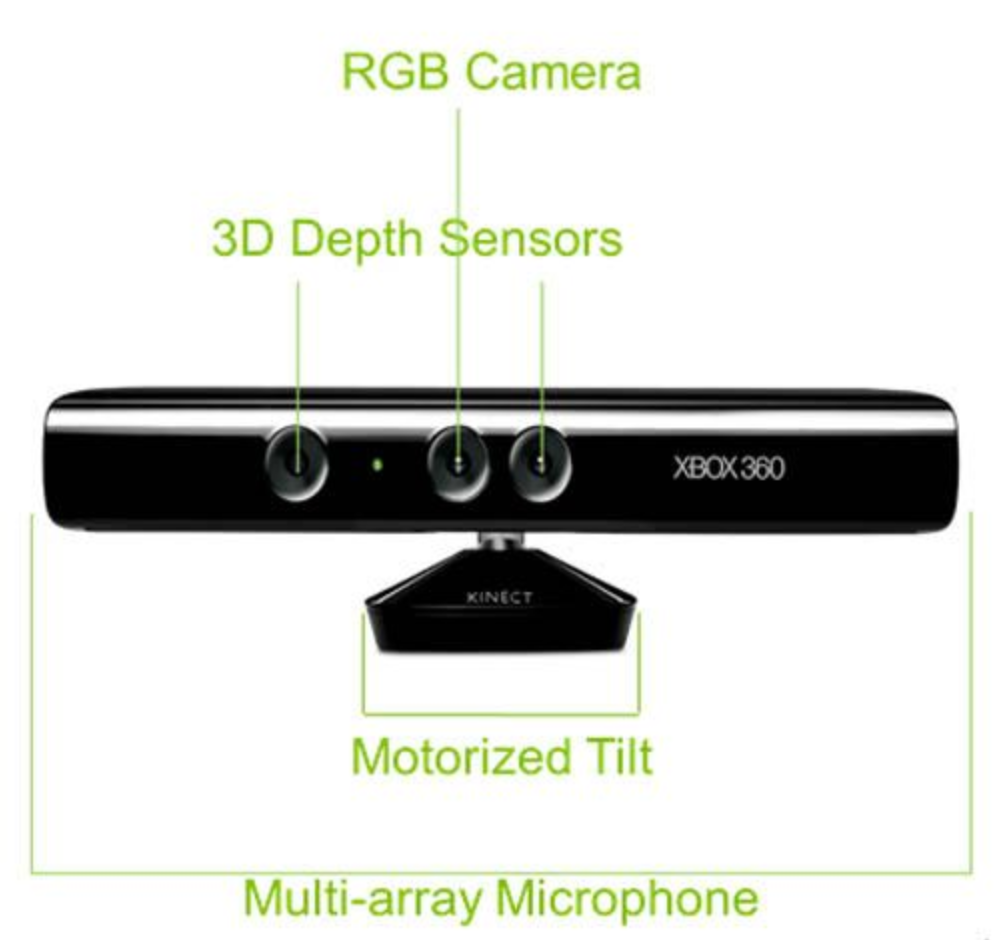 RGB Camera
3D Depth Sensors
XBOX 360
KINECT
Motorized Tilt
Multi-array Microphone